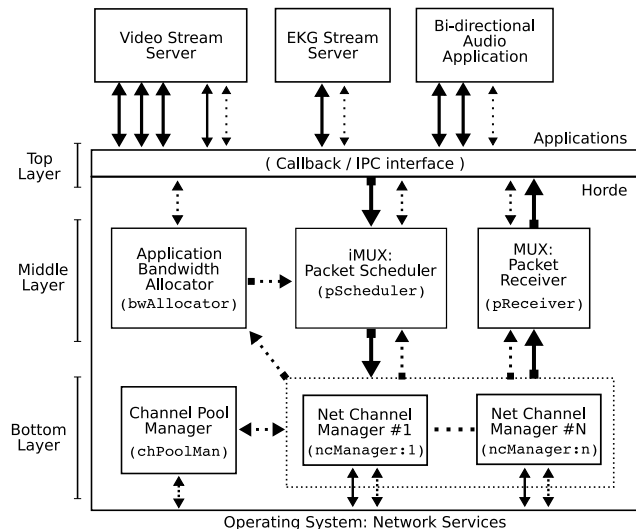 Video Stream
Server
EKG Stream
Server
Bi-directional
Audio
Application
Applications
Top
Layer
( Callback / IPC interface )
Horde
Middle
Layer
Application
Bandwidth
Allocator
(bwAllocator)
iMUX:
Packet Scheduler
(pScheduler)
MUX:
Packet
Receiver
(pReceiver)
Bottom
Layer
Channel Pool
Manager
(chPoolMan)
Net Channel
Manager #1
(ncManager:1)
Net Channel
Manager #N
(ncManager:n)
Operating System: Network Services